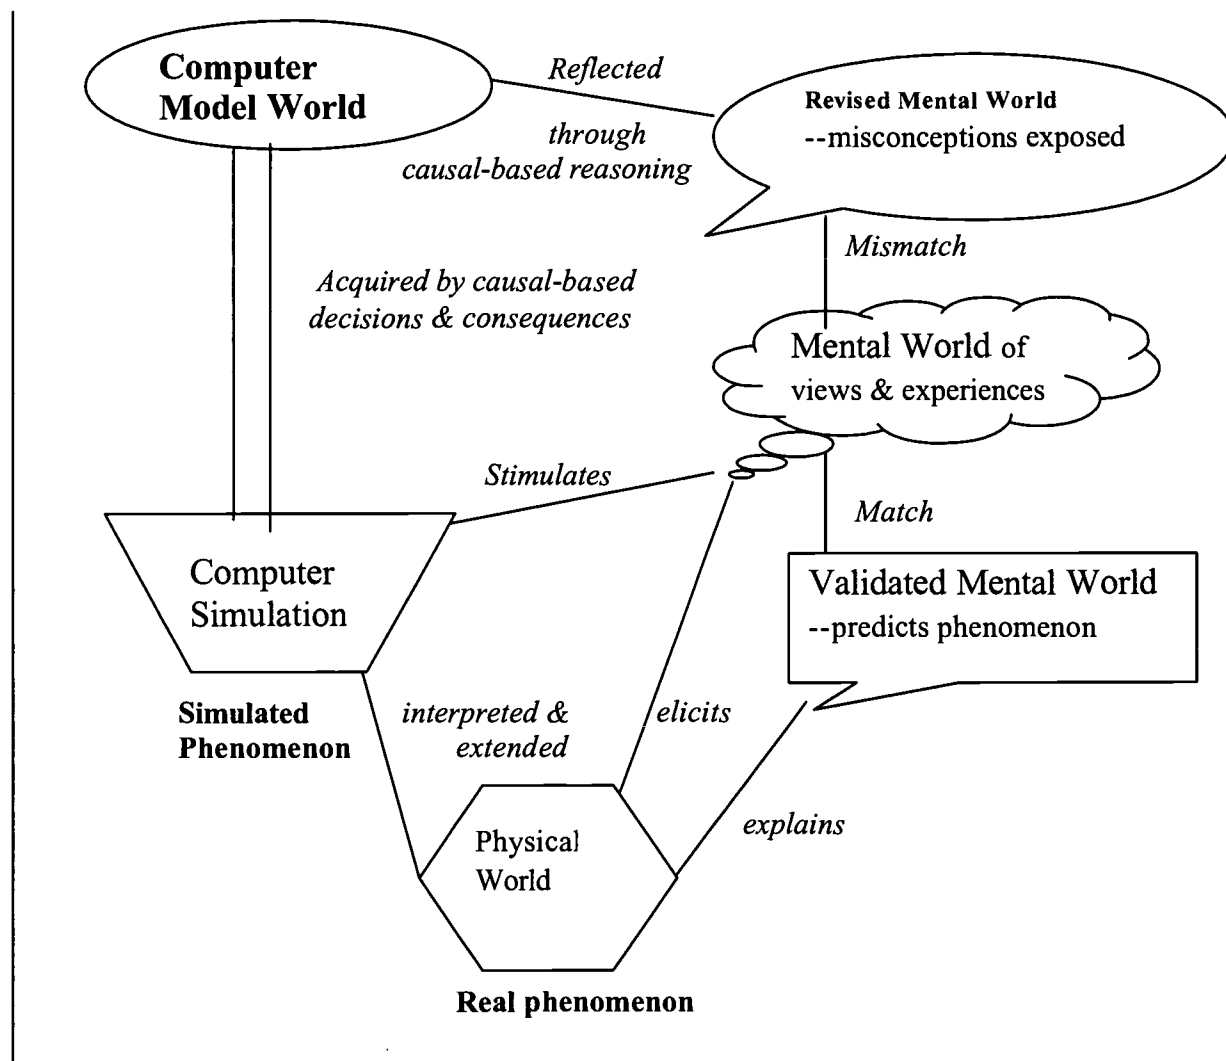 Computer
Model World
Reflected
through
causal-based reasoning
Revised Mental World
--misconceptions exposed
Mismatch
Acquired by causal-based
decisions & consequences
Mental World of
views & experiences
Stimulates
Match
Computer
Simulation
Validated Mental World
--predicts phenomenon
Simulated
Phenomenon
interpreted &
extended
elicits
explains
Physical
World
Real phenomenon